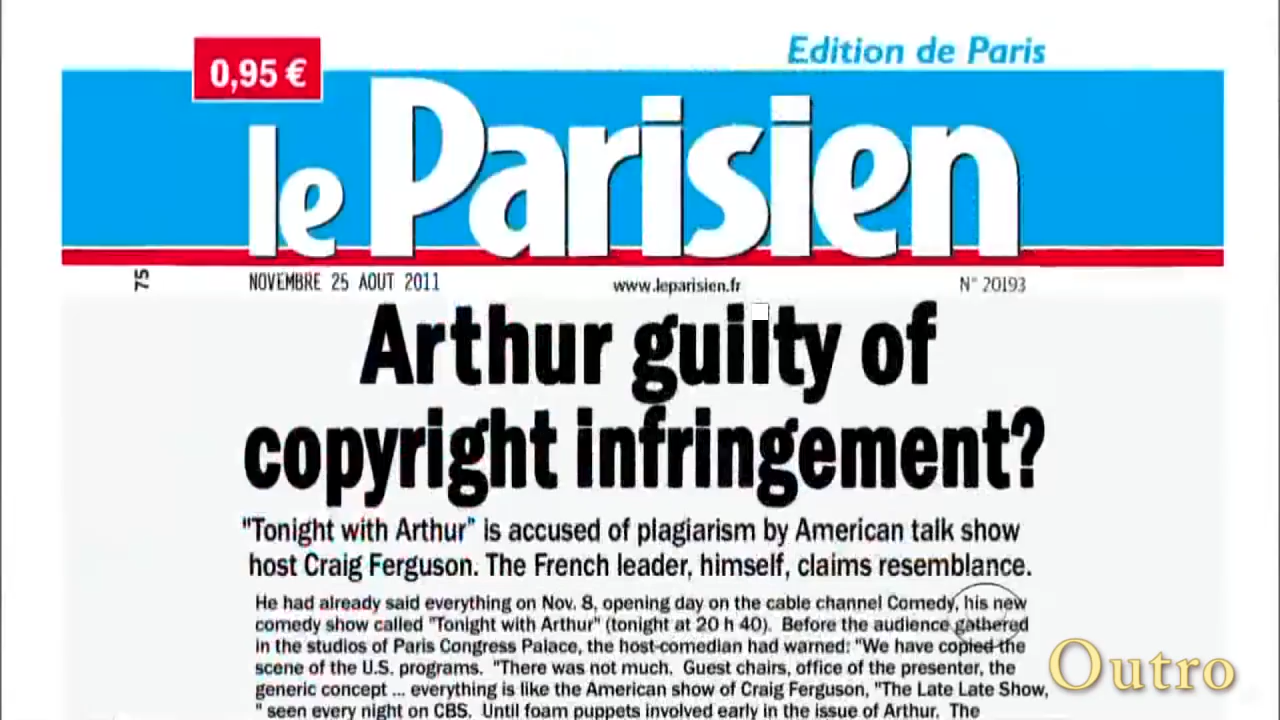 Edition de Paris
0,95 €
le Parisien
75
NOVEMBRE 25 AOUT 2011
www.leparisien.fr
N° 20193
Arthur guilty of
copyright infringement?
"Tonight with Arthur" is accused of plagiarism by American talk show
host Craig Ferguson. The French leader, himself, claims resemblance.
He had already said everything on Nov. 8, opening day on the cable channel Comedy, his new
comedy show called "Tonight with Arthur" (tonight at 20 h 40). Before the audience gathered
in the studios of Paris Congress Palace, the host-comedian had warned: "We have copied the
scene of the U.S. programs. "There was not much. Guest chairs, office of the presenter, the
generic concept ... everything is like the American show of Craig Ferguson, "The Late Late Show,
" seen every night on CBS. Until foam puppets involved early in the issue of Arthur. The
Outro